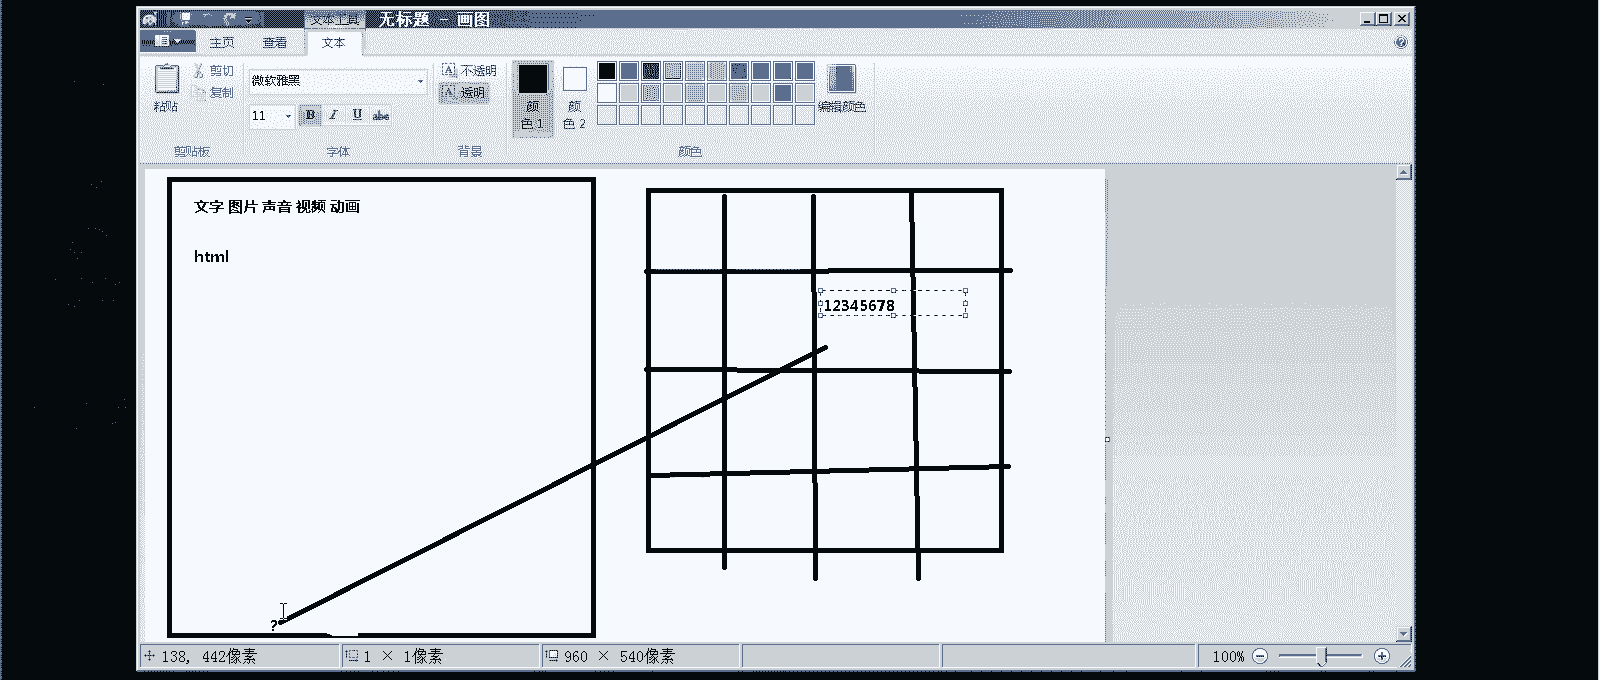 文本工具 无标题 - 画图
主页 查看 文本
粘贴 剪切 复制
剪贴板
微软雅黑
11 B I U abc
字体
A 不透明
A 透明
背景
颜色 1 颜色 2
编辑颜色
颜色
文字 图片 声音 视频 动画
html
12345678
?
138, 442像素 1 × 1像素 960 × 540像素 100%